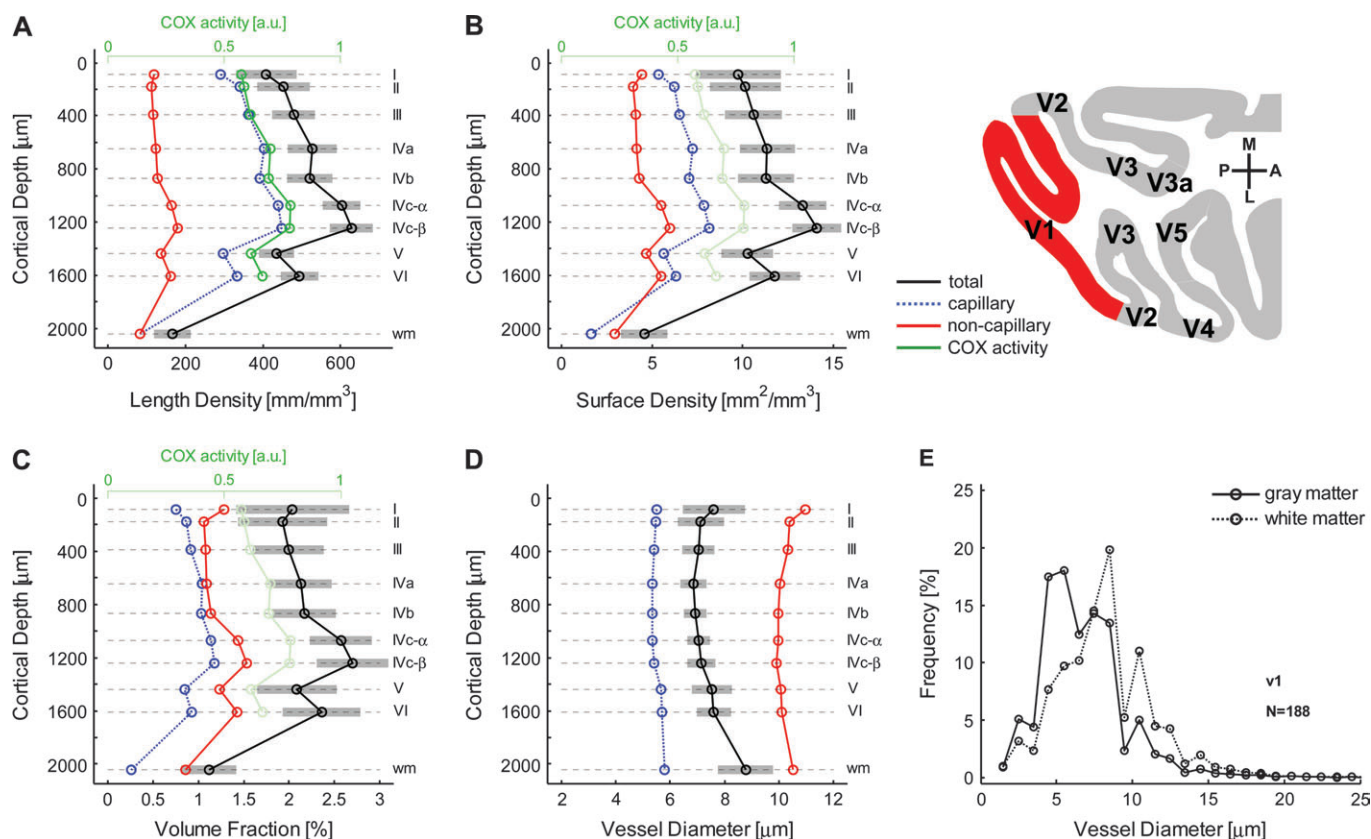 A
COX activity [a.u.]
0 0.5 1
Cortical Depth [µm]
0
400
800
1200
1600
2000
I
II
III
IVa
IVb
IVc-α
IVc-β
V
VI
wm
0 200 400 600
Length Density [mm/mm³]
B
COX activity [a.u.]
0 0.5 1
Cortical Depth [µm]
0
400
800
1200
1600
2000
I
II
III
IVa
IVb
IVc-α
IVc-β
V
VI
wm
0 5 10 15
Surface Density [mm²/mm³]
total
capillary
non-capillary
COX activity
V2
V3
V3a
V1
V3
V5
V2
V4
M
P A
L
C
COX activity [a.u.]
0 0.5 1
Cortical Depth [µm]
0
400
800
1200
1600
2000
I
II
III
IVa
IVb
IVc-α
IVc-β
V
VI
wm
0 0.5 1 1.5 2 2.5 3
Volume Fraction [%]
D
Cortical Depth [µm]
0
400
800
1200
1600
2000
I
II
III
IVa
IVb
IVc-α
IVc-β
V
VI
wm
2 4 6 8 10 12
Vessel Diameter [µm]
E
gray matter
white matter
Frequency [%]
25
20
15
10
5
0
v1
N=188
0 5 10 15 20 25
Vessel Diameter [µm]